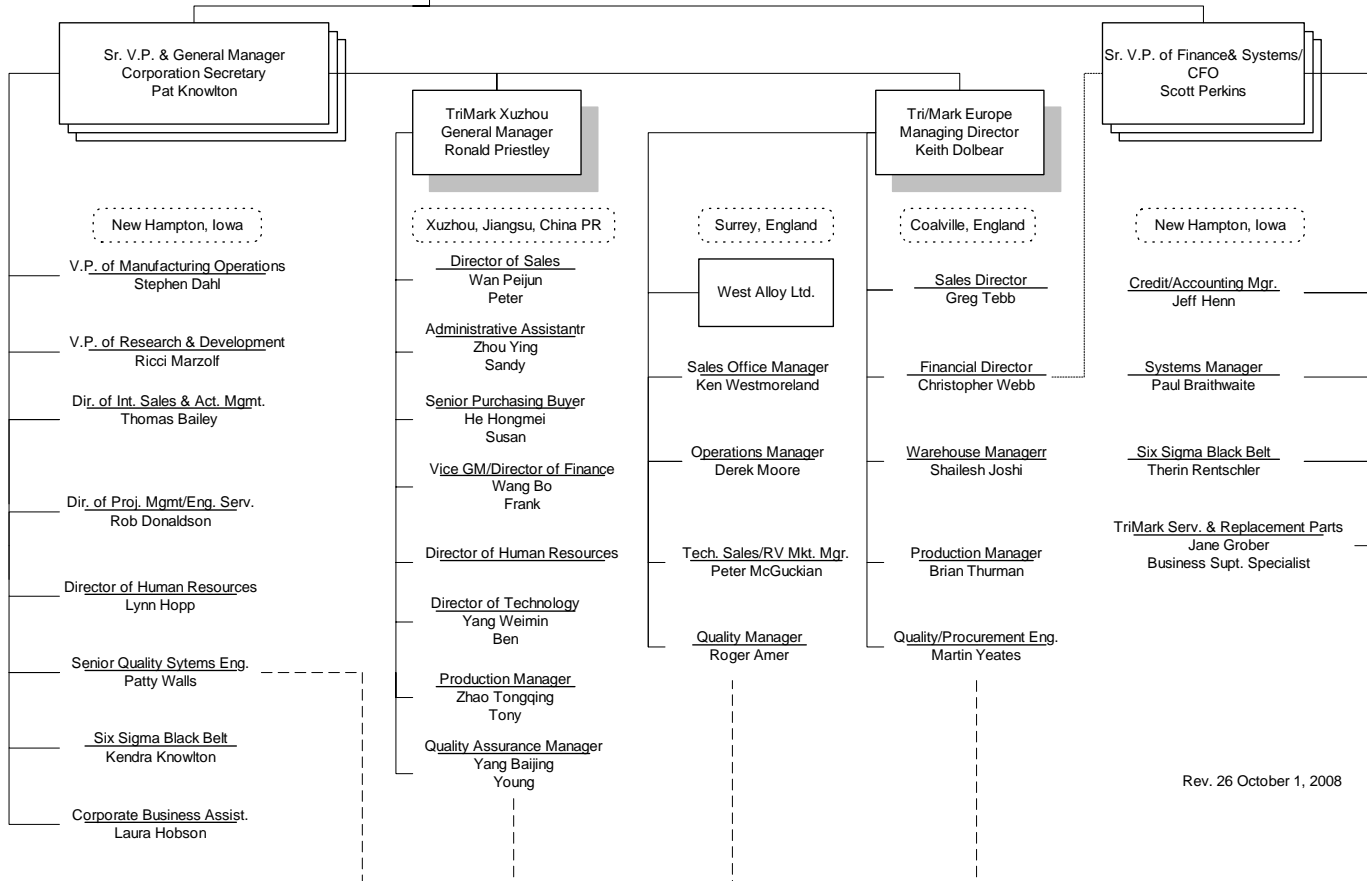 Sr. V.P. & General Manager
Corporation Secretary
Pat Knowlton
Sr. V.P. of Finance& Systems/
CFO
Scott Perkins
TriMark Xuzhou
General Manager
Ronald Priestley
Tri/Mark Europe
Managing Director
Keith Dolbear
New Hampton, Iowa
V.P. of Manufacturing Operations
Stephen Dahl
V.P. of Research & Development
Ricci Marzolf
Dir. of Int. Sales & Act. Mgmt.
Thomas Bailey
Dir. of Proj. Mgmt/Eng. Serv.
Rob Donaldson
Director of Human Resources
Lynn Hopp
Senior Quality Sytems Eng.
Patty Walls
Six Sigma Black Belt
Kendra Knowlton
Corporate Business Assist.
Laura Hobson
Xuzhou, Jiangsu, China PR
Director of Sales
Wan Peijun
Peter
Administrative Assistantr
Zhou Ying
Sandy
Senior Purchasing Buyer
He Hongmei
Susan
Vice GM/Director of Finance
Wang Bo
Frank
Director of Human Resources
Director of Technology
Yang Weimin
Ben
Production Manager
Zhao Tongqing
Tony
Quality Assurance Manager
Yang Baijing
Young
Surrey, England
West Alloy Ltd.
Sales Office Manager
Ken Westmoreland
Operations Manager
Derek Moore
Tech. Sales/RV Mkt. Mgr.
Peter McGuckian
Quality Manager
Roger Amer
Coalville, England
Sales Director
Greg Tebb
Financial Director
Christopher Webb
Warehouse Managerr
Shailesh Joshi
Production Manager
Brian Thurman
Quality/Procurement Eng.
Martin Yeates
New Hampton, Iowa
Credit/Accounting Mgr.
Jeff Henn
Systems Manager
Paul Braithwaite
Six Sigma Black Belt
Therin Rentschler
TriMark Serv. & Replacement Parts
Jane Grober
Business Supt. Specialist
Rev. 26 October 1, 2008